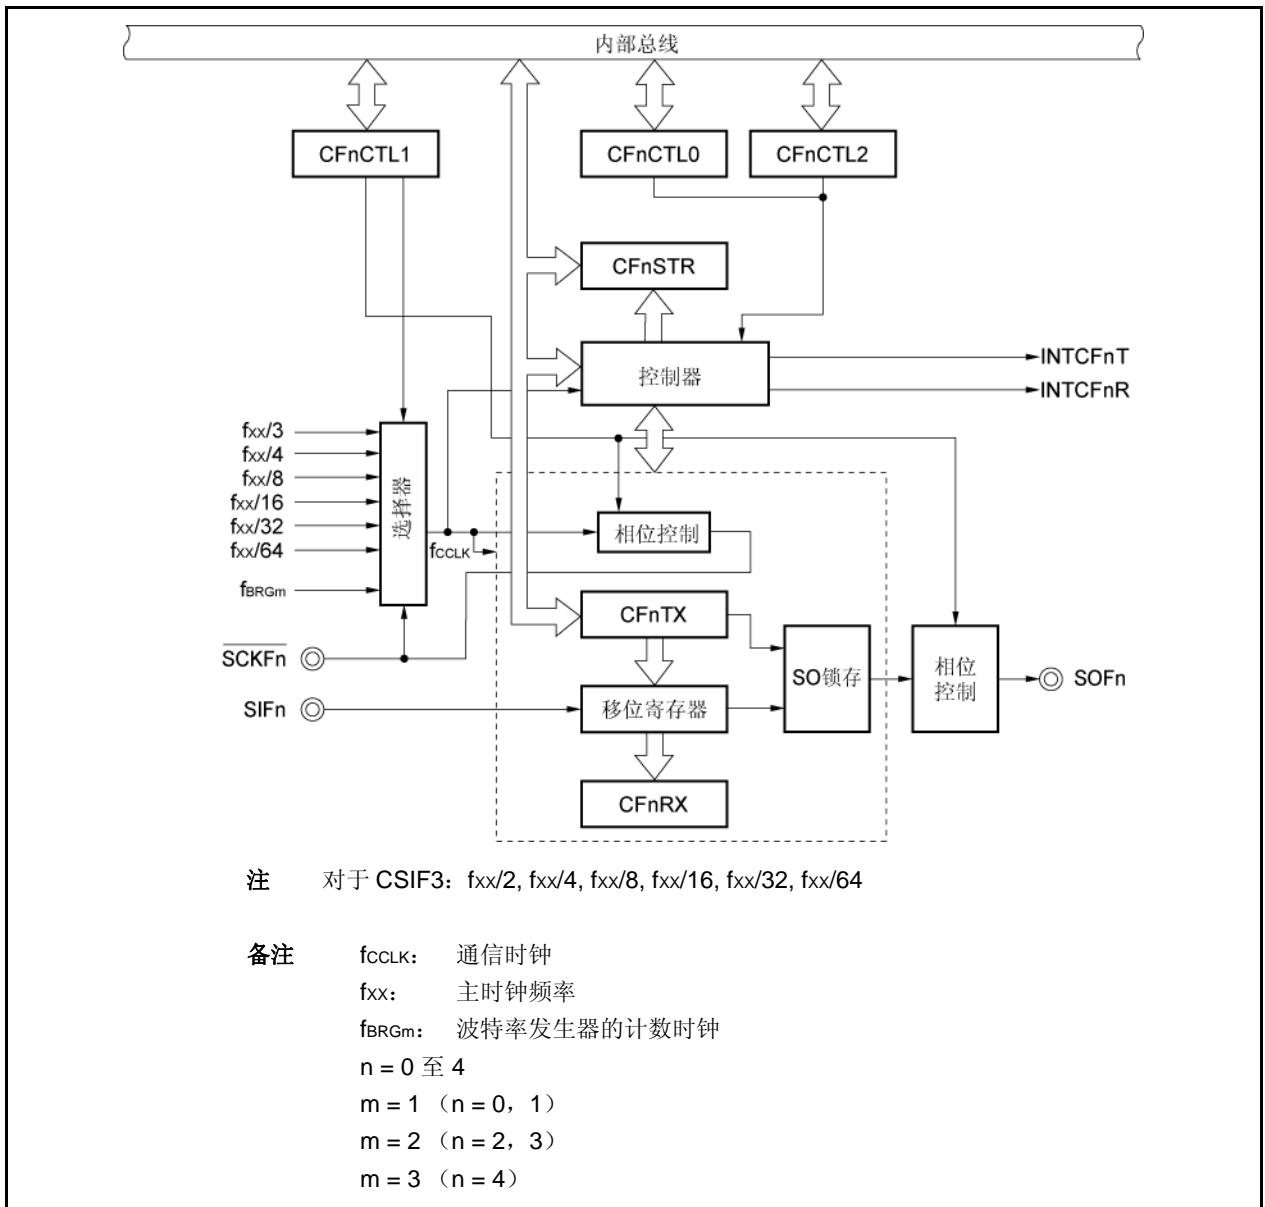 内部总线
CFnCTL1
CFnCTL0
CFnCTL2
CFnSTR
控制器
INTCFnT
INTCFnR
fxx/3
fxx/4
fxx/8
fxx/16
fxx/32
fxx/64
fBRGm
选择器
fCCLK
相位控制
CFnTX
SCKFn
SIFn
移位寄存器
SO锁存
相位
控制
SOFn
CFnRX
注 对于 CSIF3：fxx/2, fxx/4, fxx/8, fxx/16, fxx/32, fxx/64
备注 fCCLK： 通信时钟
fxx： 主时钟频率
fBRGm： 波特率发生器的计数时钟
n = 0 至 4
m = 1 （n = 0，1）
m = 2 （n = 2，3）
m = 3 （n = 4）